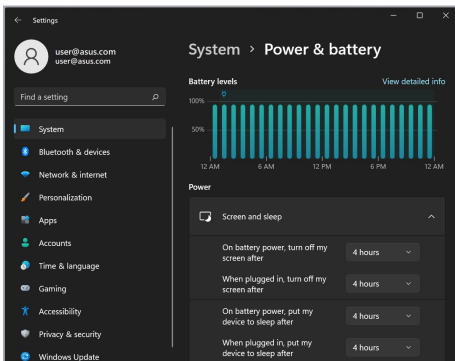 Settings
user@asus.com
user@asus.com
Find a setting
System
Bluetooth & devices
Network & internet
Personalization
Apps
Accounts
Time & language
Gaming
Accessibility
Privacy & security
Windows Update
System > Power & battery
Battery levels
View detailed info
100%
50%
12 AM 6 AM 12 PM 6 PM 12 AM
Power
Screen and sleep
On battery power, turn off my
screen after
4 hours
When plugged in, turn off my
screen after
4 hours
On battery power, put my
device to sleep after
4 hours
When plugged in, put my
device to sleep after
4 hours